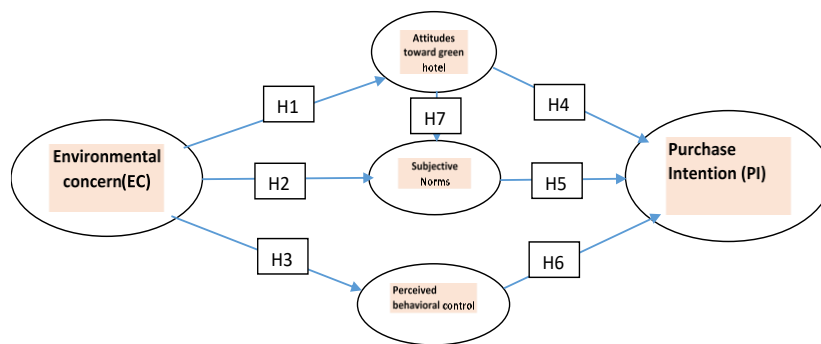 Attitudes
toward green
hotel
H1
H7
H4
Environmental
concern(EC)
H2
Subjective
Norms
H5
Purchase
Intention (PI)
H3
H6
Perceived
behavioral control